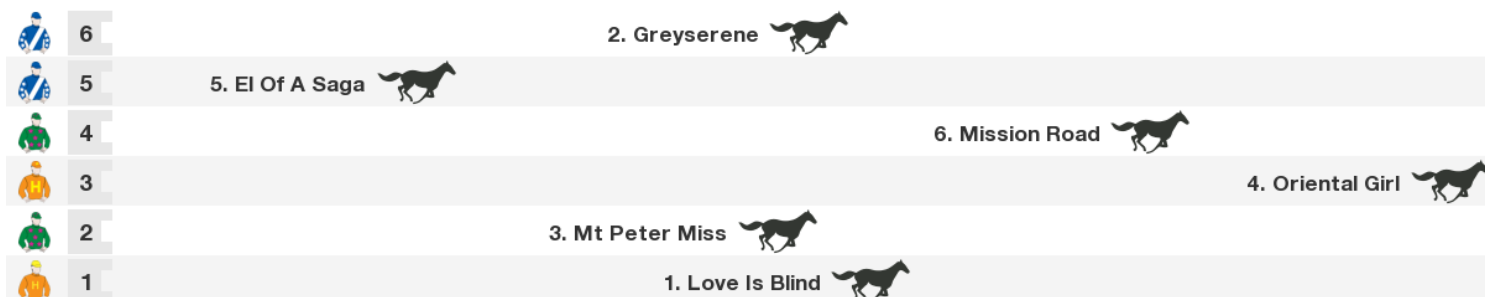 6 2. Greyserene
5 5. El Of A Saga
4 6. Mission Road
H 3 4. Oriental Girl
2 3. Mt Peter Miss
H 1 1. Love Is Blind